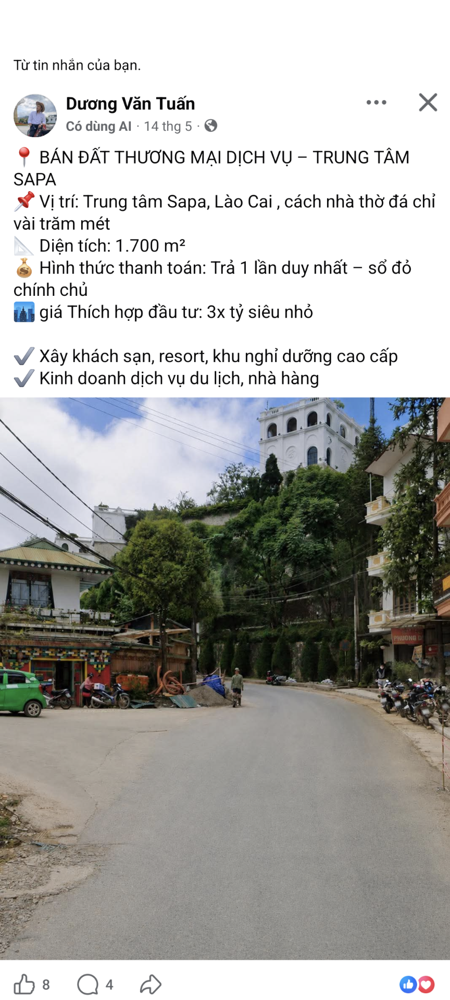 Từ tin nhắn của bạn.
Dương Văn Tuấn
Có dùng AI · 14 thg 5 ·
📍 BÁN ĐẤT THƯƠNG MẠI DỊCH VỤ – TRUNG TÂM
SAPA
📌 Vị trí: Trung tâm Sapa, Lào Cai , cách nhà thờ đá chỉ
vài trăm mét
📐 Diện tích: 1.700 m²
💰 Hình thức thanh toán: Trả 1 lần duy nhất – sổ đỏ
chính chủ
🏙️ giá Thích hợp đầu tư: 3x tỷ siêu nhỏ
✔️ Xây khách sạn, resort, khu nghỉ dưỡng cao cấp
✔️ Kinh doanh dịch vụ du lịch, nhà hàng
PHUONG
8
4